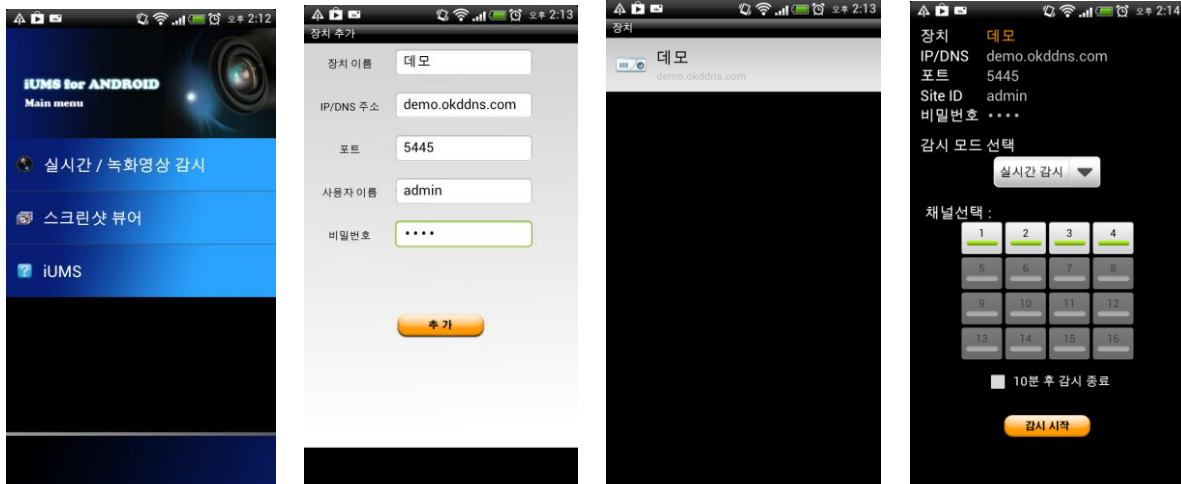 오후 2:12
iUMS for ANDROID
Main menu
실시간 / 녹화영상 감시
스크린샷 뷰어
iUMS
오후 2:13
장치 추가
장치 이름 데모
IP/DNS 주소 demo.okddns.com
포트 5445
사용자 이름 admin
비밀번호 ••••
추 가
오후 2:13
장치
데모
demo.okddns.com
오후 2:14
장치 데모
IP/DNS demo.okddns.com
포트 5445
Site ID admin
비밀번호 ••••
감시 모드 선택
실시간 감시
채널선택 :
1 2 3 4
5 6 7 8
9 10 11 12
13 14 15 16
10분 후 감시 종료
감시 시작